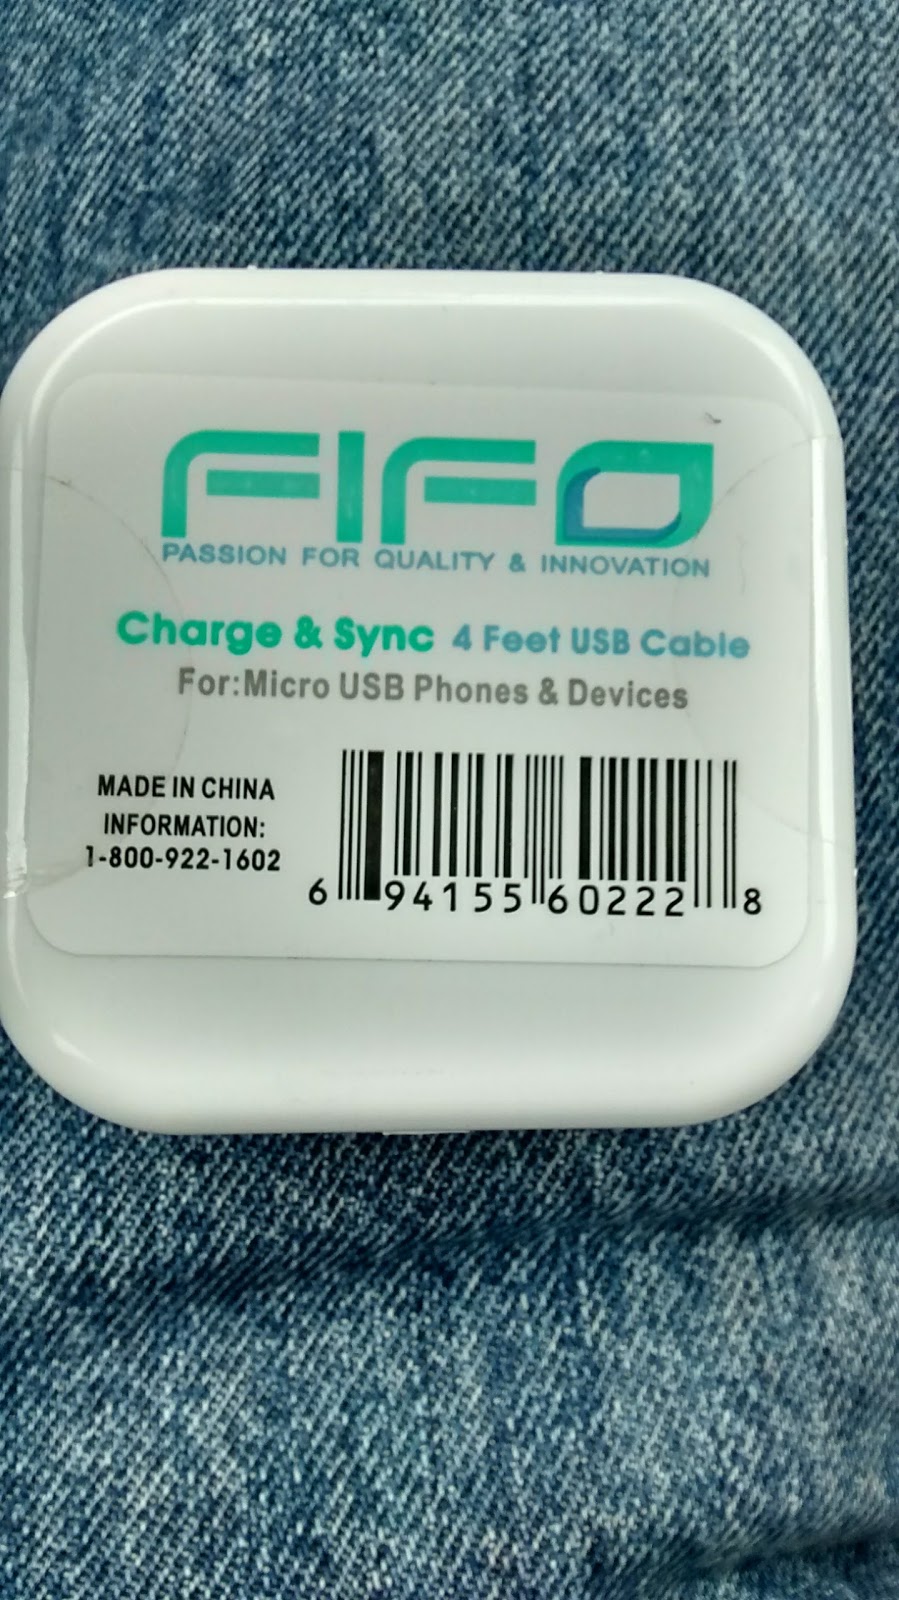 FIFO
PASSION FOR QUALITY & INNOVATION
Charge & Sync 4 Feet USB Cable
For:Micro USB Phones & Devices
MADE IN CHINA
INFORMATION:
1-800-922-1602
6 94155 60222 8